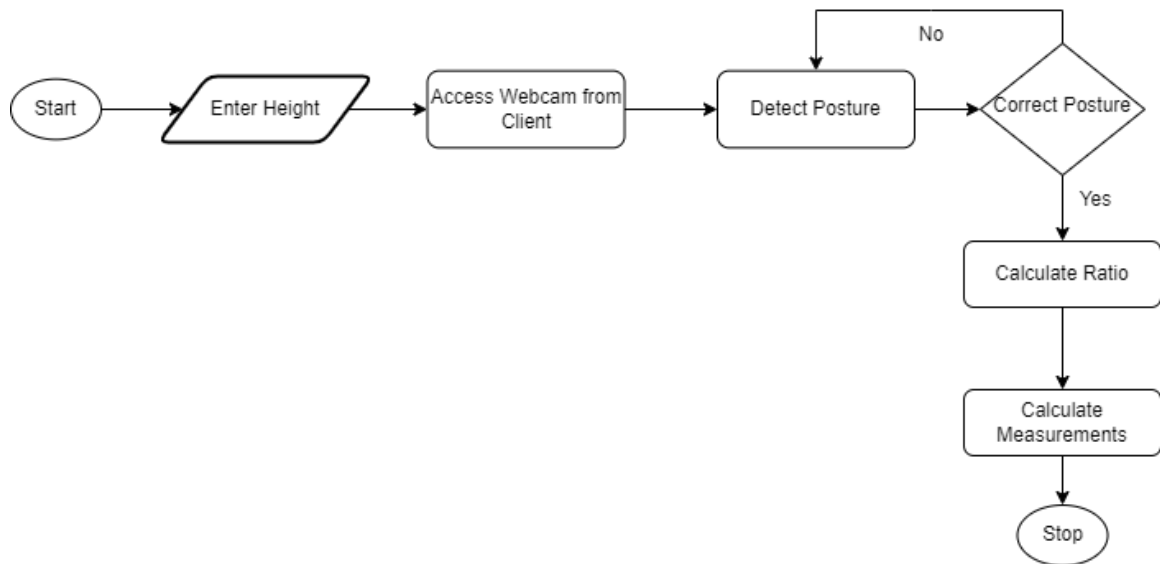 No
Start
Enter Height
Access Webcam from
Client
Detect Posture
Correct Posture
Yes
Calculate Ratio
Calculate
Measurements
Stop